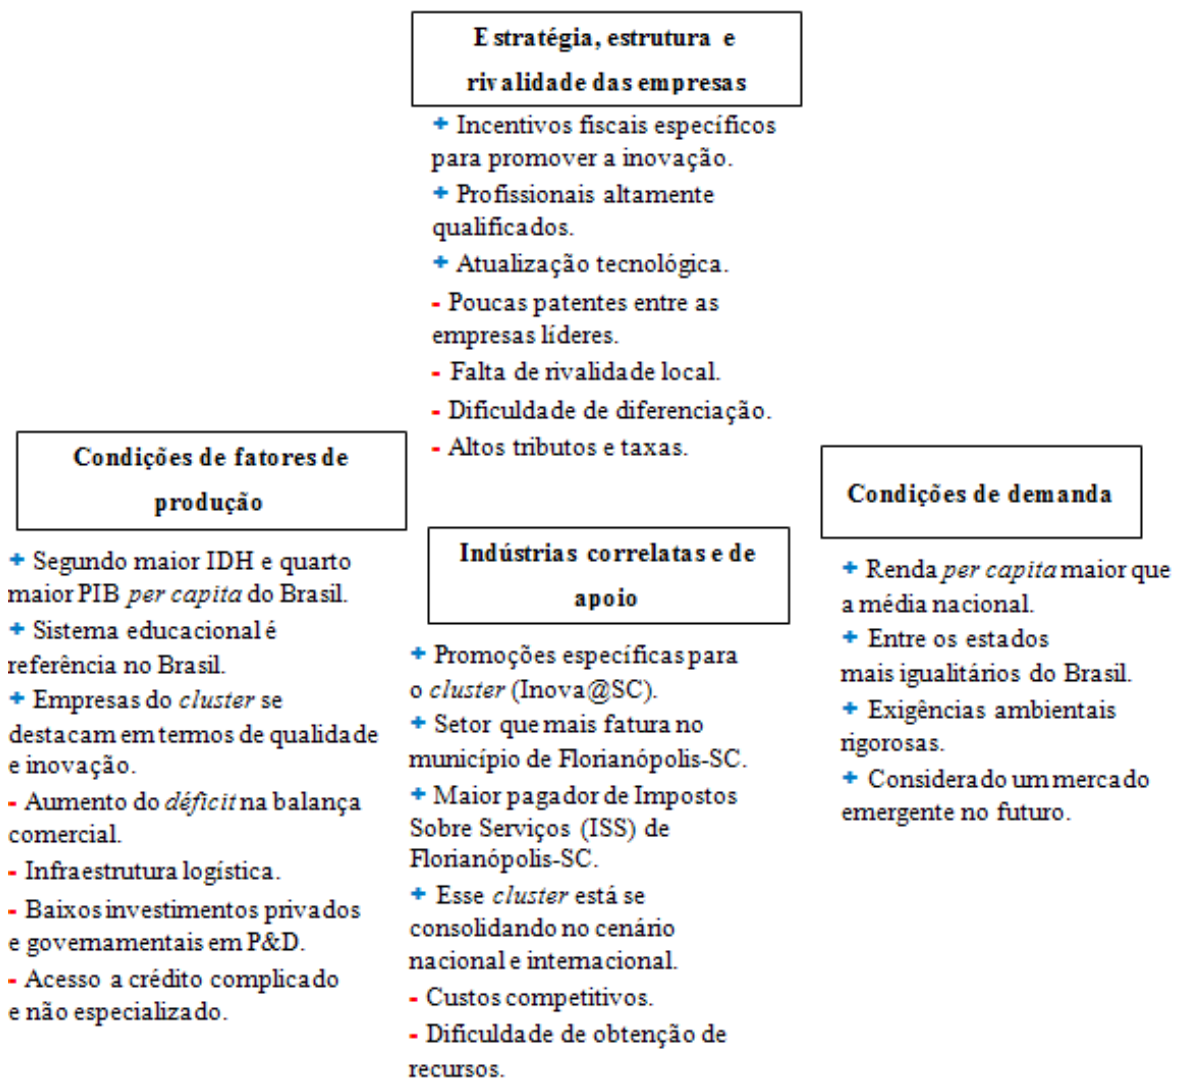 Estratégia, estrutura e
rivalidade das empresas
+ Incentivos fiscais específicos
para promover a inovação.
+ Profissionais altamente
qualificados.
+ Atualização tecnológica.
- Poucas patentes entre as
empresas líderes.
- Falta de rivalidade local.
- Dificuldade de diferenciação.
- Altos tributos e taxas.
Condições de fatores de
produção
+ Segundo maior IDH e quarto
maior PIB per capita do Brasil.
+ Sistema educacional é
referência no Brasil.
+ Empresas do cluster se
destacam em termos de qualidade
e inovação.
- Aumento do déficit na balança
comercial.
- Infraestrutura logística.
- Baixos investimentos privados
e governamentais em P&D.
- Acesso a crédito complicado
e não especializado.
Indústrias correlatas e de
apoio
+ Promoções específicas para
o cluster (Inova@SC).
+ Setor que mais fatura no
município de Florianópolis-SC.
+ Maior pagador de Impostos
Sobre Serviços (ISS) de
Florianópolis-SC.
+ Esse cluster está se
consolidando no cenário
nacional e internacional.
- Custos competitivos.
- Dificuldade de obtenção de
recursos.
Condições de demanda
+ Renda per capita maior que
a média nacional.
+ Entre os estados
mais igualitários do Brasil.
+ Exigências ambientais
rigorosas.
+ Considerado um mercado
emergente no futuro.